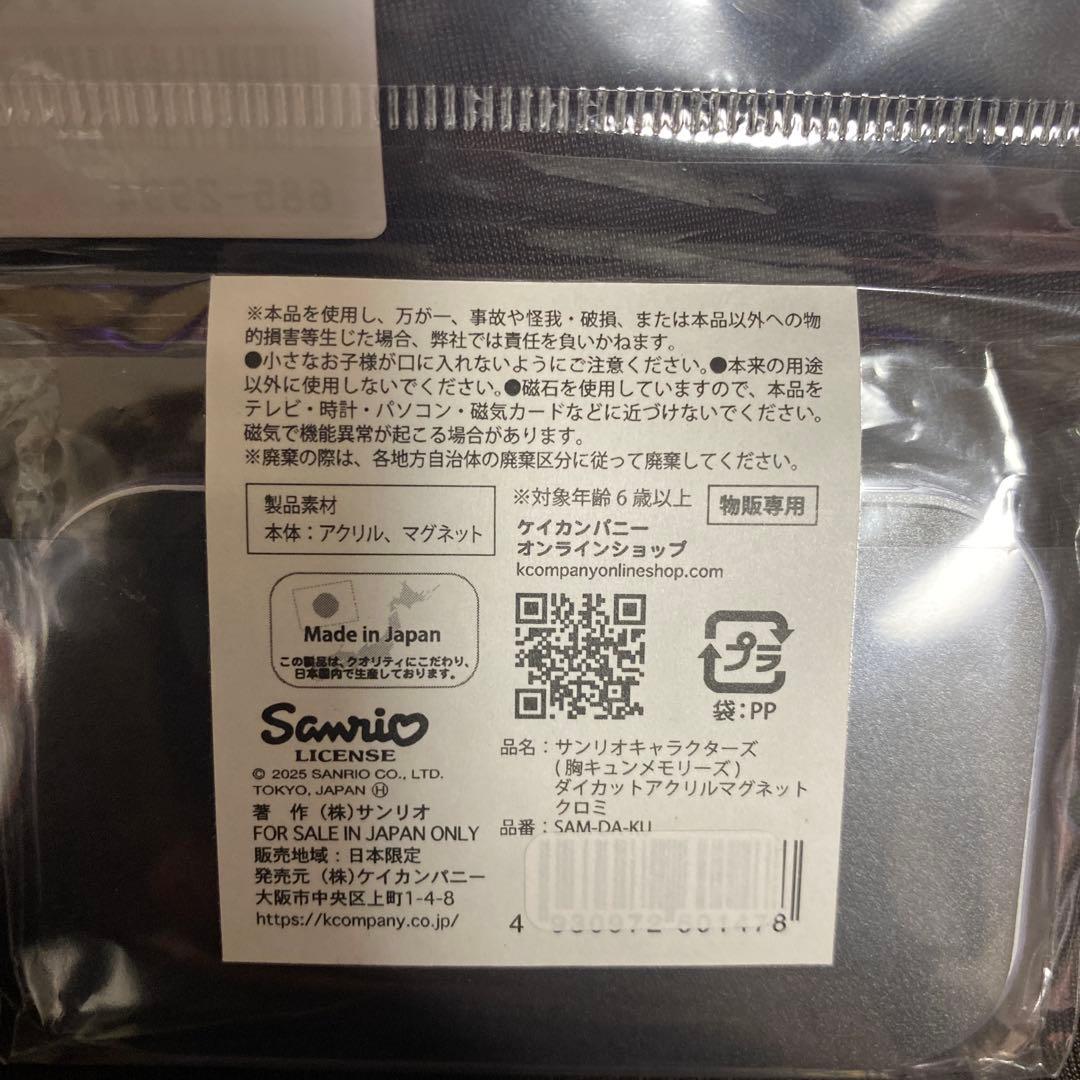 ※本品を使用し、万が一、事故や怪我・破損、または本品以外への物
的損害等生じた場合、弊社では責任を負いかねます。
●小さなお子様が口に入れないようにご注意ください。●本来の用途
以外に使用しないでください。●磁石を使用していますので、本品を
テレビ・時計・パソコン・磁気カードなどに近づけないでください。
磁気で機能異常が起こる場合があります。
※廃棄の際は、各地方自治体の廃棄区分に従って廃棄してください。
製品素材
本体：アクリル、マグネット
※対象年齢6歳以上
物販専用
ケイカンパニー
オンラインショップ
kcompanyonlineshop.com
Made in Japan
この製品は、クオリティにこだわり、
日本国内で生産しております。
プラ
袋：PP
Sanrio
LICENSE
© 2025 SANRIO CO., LTD.
TOKYO, JAPAN Ⓗ
著　作（株）サンリオ
FOR SALE IN JAPAN ONLY
販売地域：日本限定
発売元（株）ケイカンパニー
大阪市中央区上町1-4-8
https://kcompany.co.jp/
品名：サンリオキャラクターズ
（胸キュンメモリーズ）
ダイカットアクリルマグネット
クロミ
品番：SAM-DA-KU